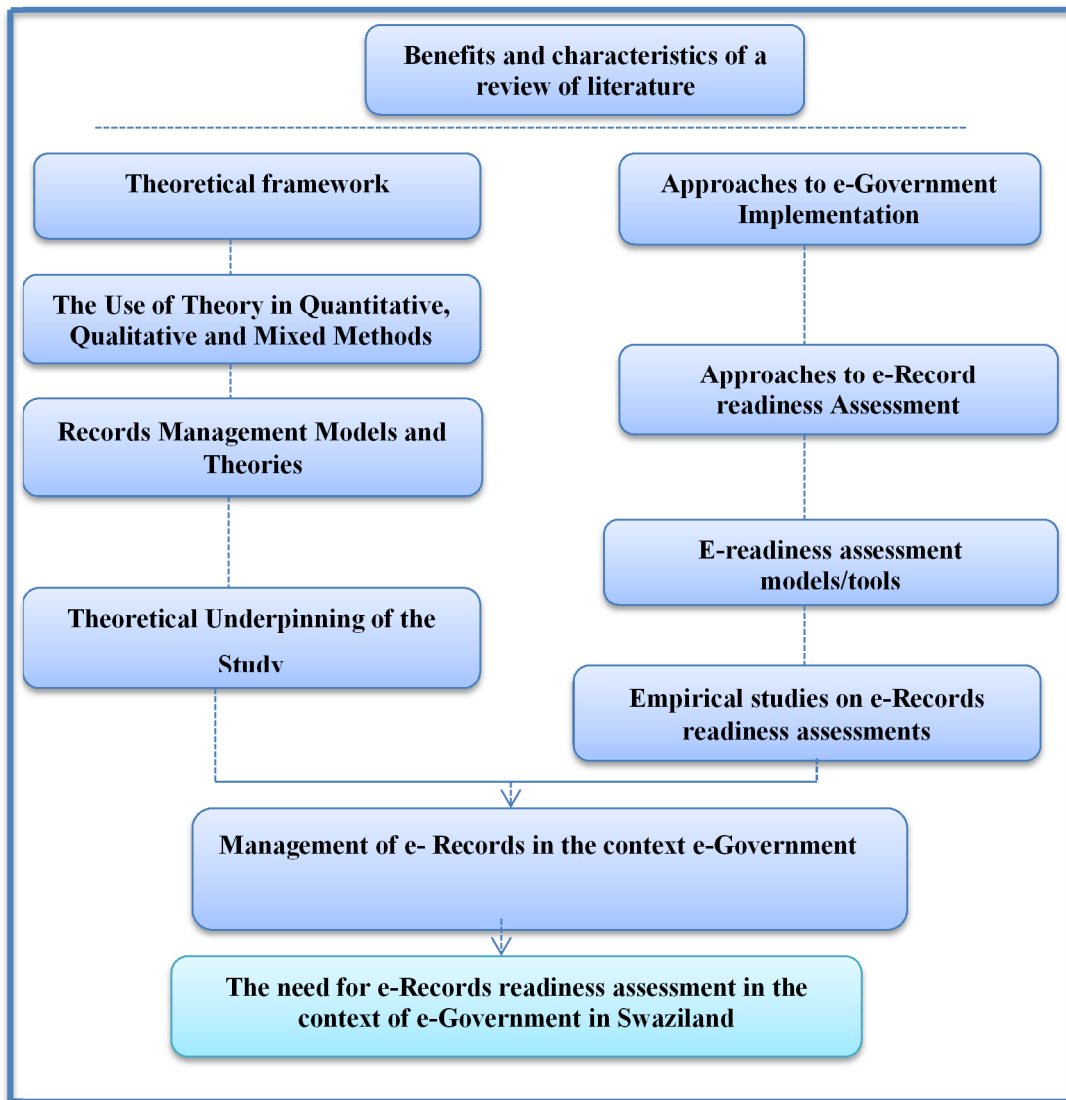 Benefits and characteristics of a
review of literature
Theoretical framework
The Use of Theory in Quantitative,
Qualitative and Mixed Methods
Records Management Models and
Theories
Theoretical Underpinning of the
Study
Approaches to e-Government
Implementation
Approaches to e-Record
readiness Assessment
E-readiness assessment
models/tools
Empirical studies on e-Records
readiness assessments
Management of e- Records in the context e-Government
The need for e-Records readiness assessment in the
context of e-Government in Swaziland